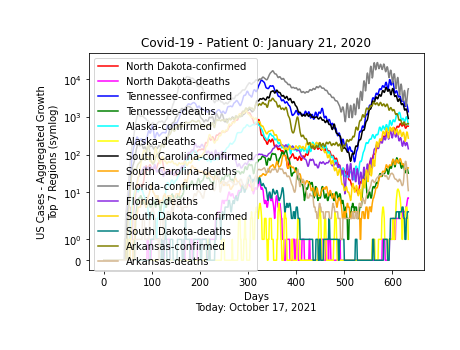 Covid-19 - Patient 0: January 21, 2020
US Cases - Aggregated Growth
Top 7 Regions (symlog)
10⁴
10³
10²
10¹
10⁰
0
North Dakota-confirmed
North Dakota-deaths
Tennessee-confirmed
Tennessee-deaths
Alaska-confirmed
Alaska-deaths
South Carolina-confirmed
South Carolina-deaths
Florida-confirmed
Florida-deaths
South Dakota-confirmed
South Dakota-deaths
Arkansas-confirmed
Arkansas-deaths
0 100 200 300 400 500 600
Days
Today: October 17, 2021